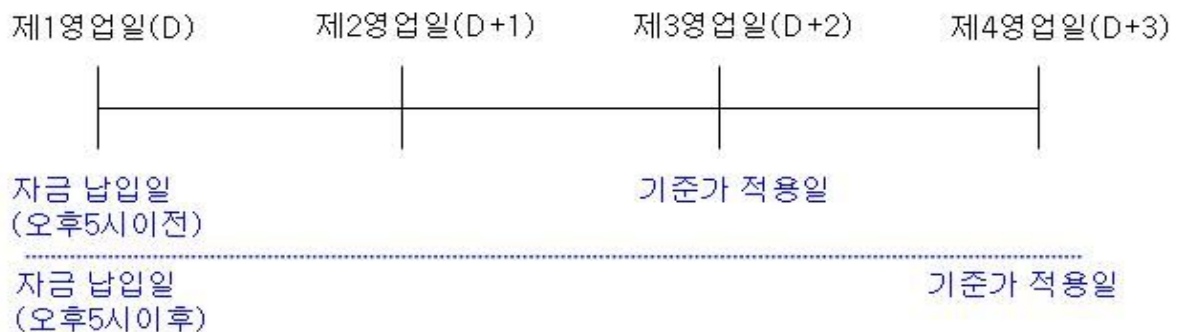 제1영업일(D) 제2영업일(D+1) 제3영업일(D+2) 제4영업일(D+3)
자금 납입일 기준가 적용일
(오후5시이전)
자금 납입일 기준가 적용일
(오후5시이후)